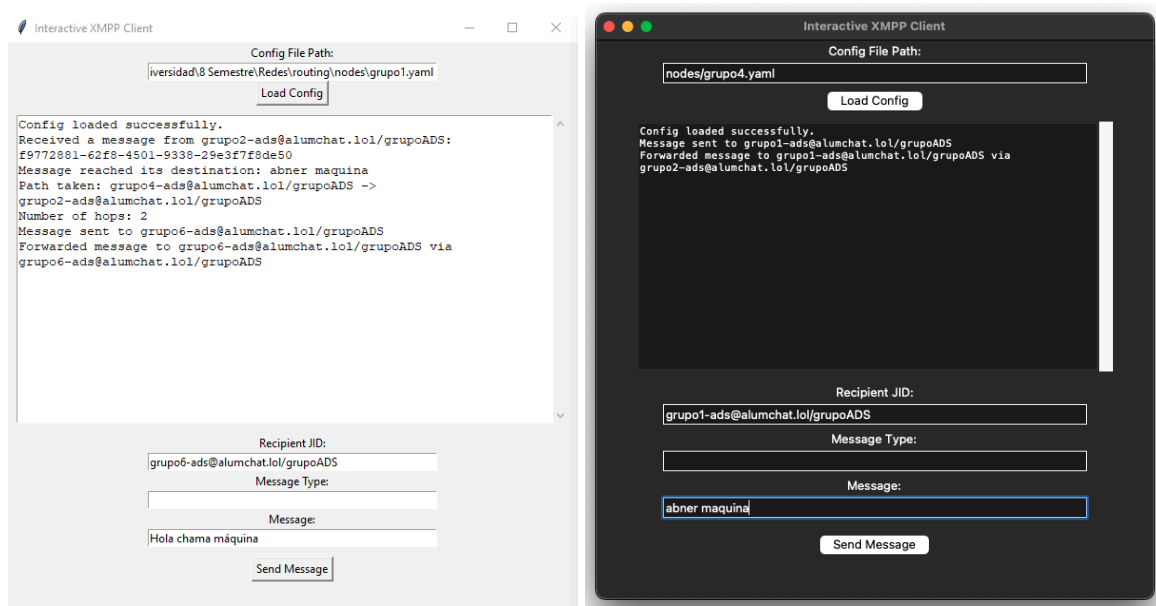 Interactive XMPP Client
Config File Path:
iversidad\8 Semestre\Redes\routing\nodes\grupo1.yaml
Load Config
Config loaded successfully.
Received a message from grupo2-ads@alumchat.lol/grupoADS:
f9772881-62f8-4501-9338-29e3f7f8de50
Message reached its destination: abner maquina
Path taken: grupo4-ads@alumchat.lol/grupoADS ->
grupo2-ads@alumchat.lol/grupoADS
Number of hops: 2
Message sent to grupo6-ads@alumchat.lol/grupoADS
Forwarded message to grupo6-ads@alumchat.lol/grupoADS via
grupo6-ads@alumchat.lol/grupoADS
Recipient JID:
grupo6-ads@alumchat.lol/grupoADS
Message Type:
Message:
Hola chama máquina
Send Message
Interactive XMPP Client
Config File Path:
nodes/grupo4.yaml
Load Config
Config loaded successfully.
Message sent to grupo1-ads@alumchat.lol/grupoADS
Forwarded message to grupo1-ads@alumchat.lol/grupoADS via
grupo2-ads@alumchat.lol/grupoADS
Recipient JID:
grupo1-ads@alumchat.lol/grupoADS
Message Type:
Message:
abner maquina
Send Message